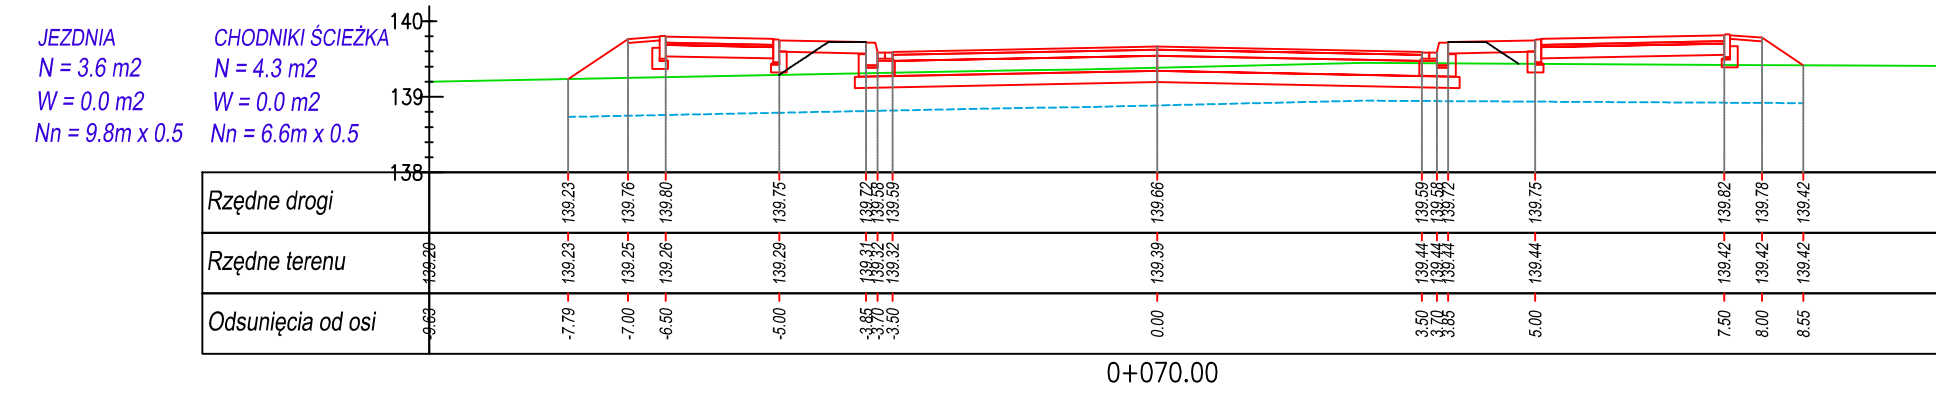 JEZDNIA
N = 3.6 m2
W = 0.0 m2
Nn = 9.8m x 0.5
CHODNIKI ŚCIEŻKA
N = 4.3 m2
W = 0.0 m2
Nn = 6.6m x 0.5
140
139
138
Rzędne drogi 139.23 139.76 139.80 139.75 139.72 139.58 139.59 139.66 139.59 139.58 139.72 139.75 139.82 139.78 139.42
Rzędne terenu 139.20 139.23 139.25 139.26 139.29 139.31 139.32 139.32 139.39 139.44 139.44 139.44 139.44 139.42 139.42 139.42
Odsunięcia od osi -9.63 -7.79 -7.00 -6.50 -5.00 -3.85 -3.70 -3.50 0.00 3.50 3.70 3.85 5.00 7.50 8.00 8.55
0+070.00